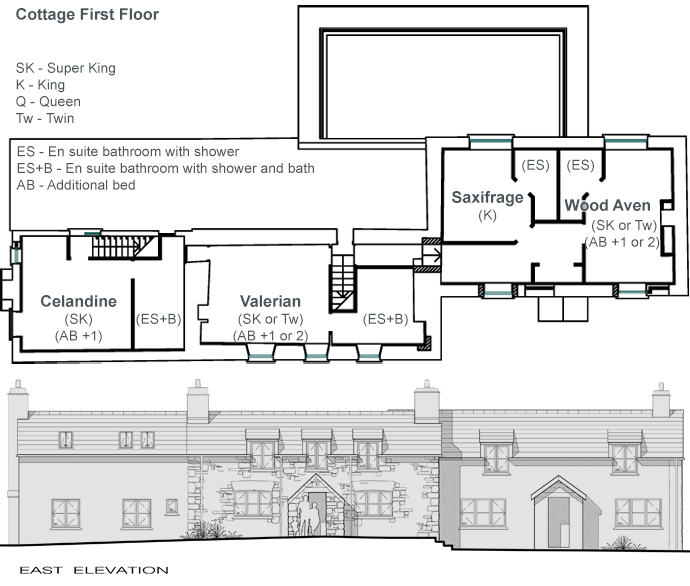 Cottage First Floor
SK - Super King
K - King
Q - Queen
Tw - Twin
ES - En suite bathroom with shower
ES+B - En suite bathroom with shower and bath
AB - Additional bed
(ES)
(ES)
Saxifrage
(K)
Wood Aven
(SK or Tw)
(AB +1 or 2)
Celandine
(SK)
(AB +1)
(ES+B)
Valerian
(SK or Tw)
(AB +1 or 2)
(ES+B)
EAST ELEVATION